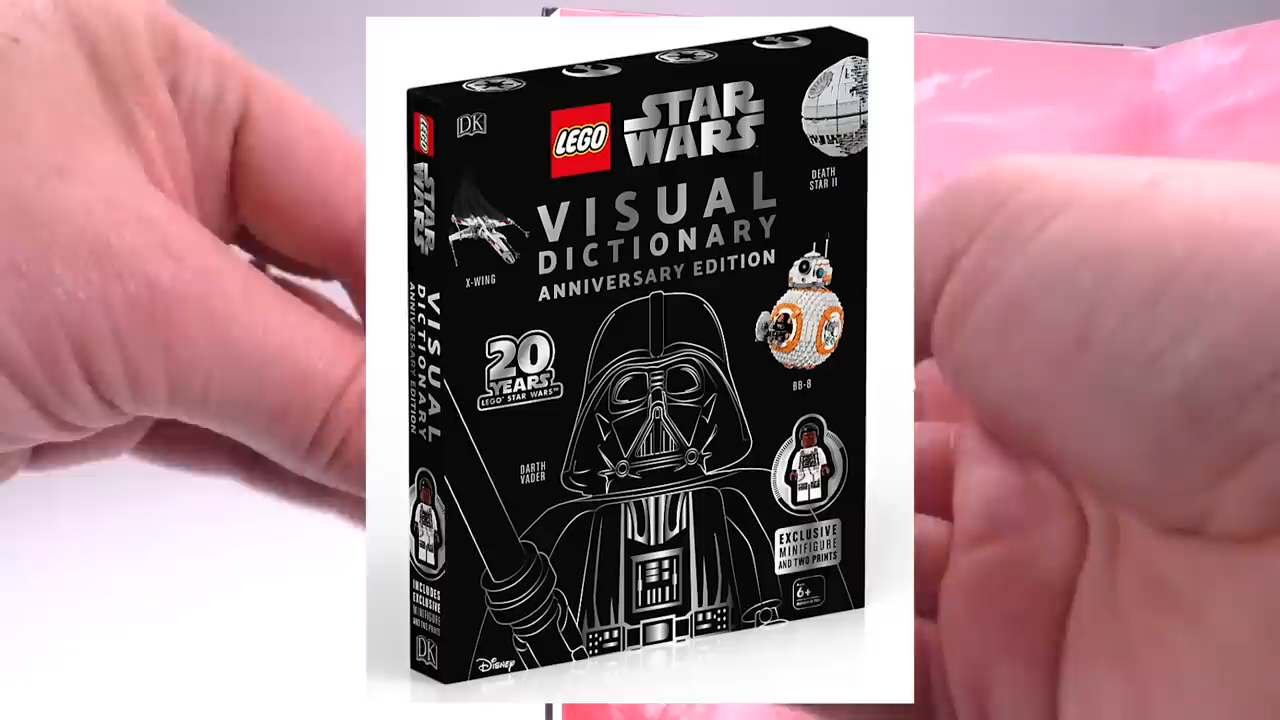 DK
LEGO
STAR
WARS
DEATH
STAR II
VISUAL
DICTIONARY
ANNIVERSARY EDITION
X-WING
20
YEARS
LEGO STAR WARS™
BB-8
DARTH
VADER
EXCLUSIVE
MINIFIGURE
AND TWO PRINTS
6+
Disney
LEGO
STAR
WARS
VISUAL
DICTIONARY
ANNIVERSARY EDITION
INCLUDES
EXCLUSIVE
MINIFIGURE
AND TWO PRINTS
DK